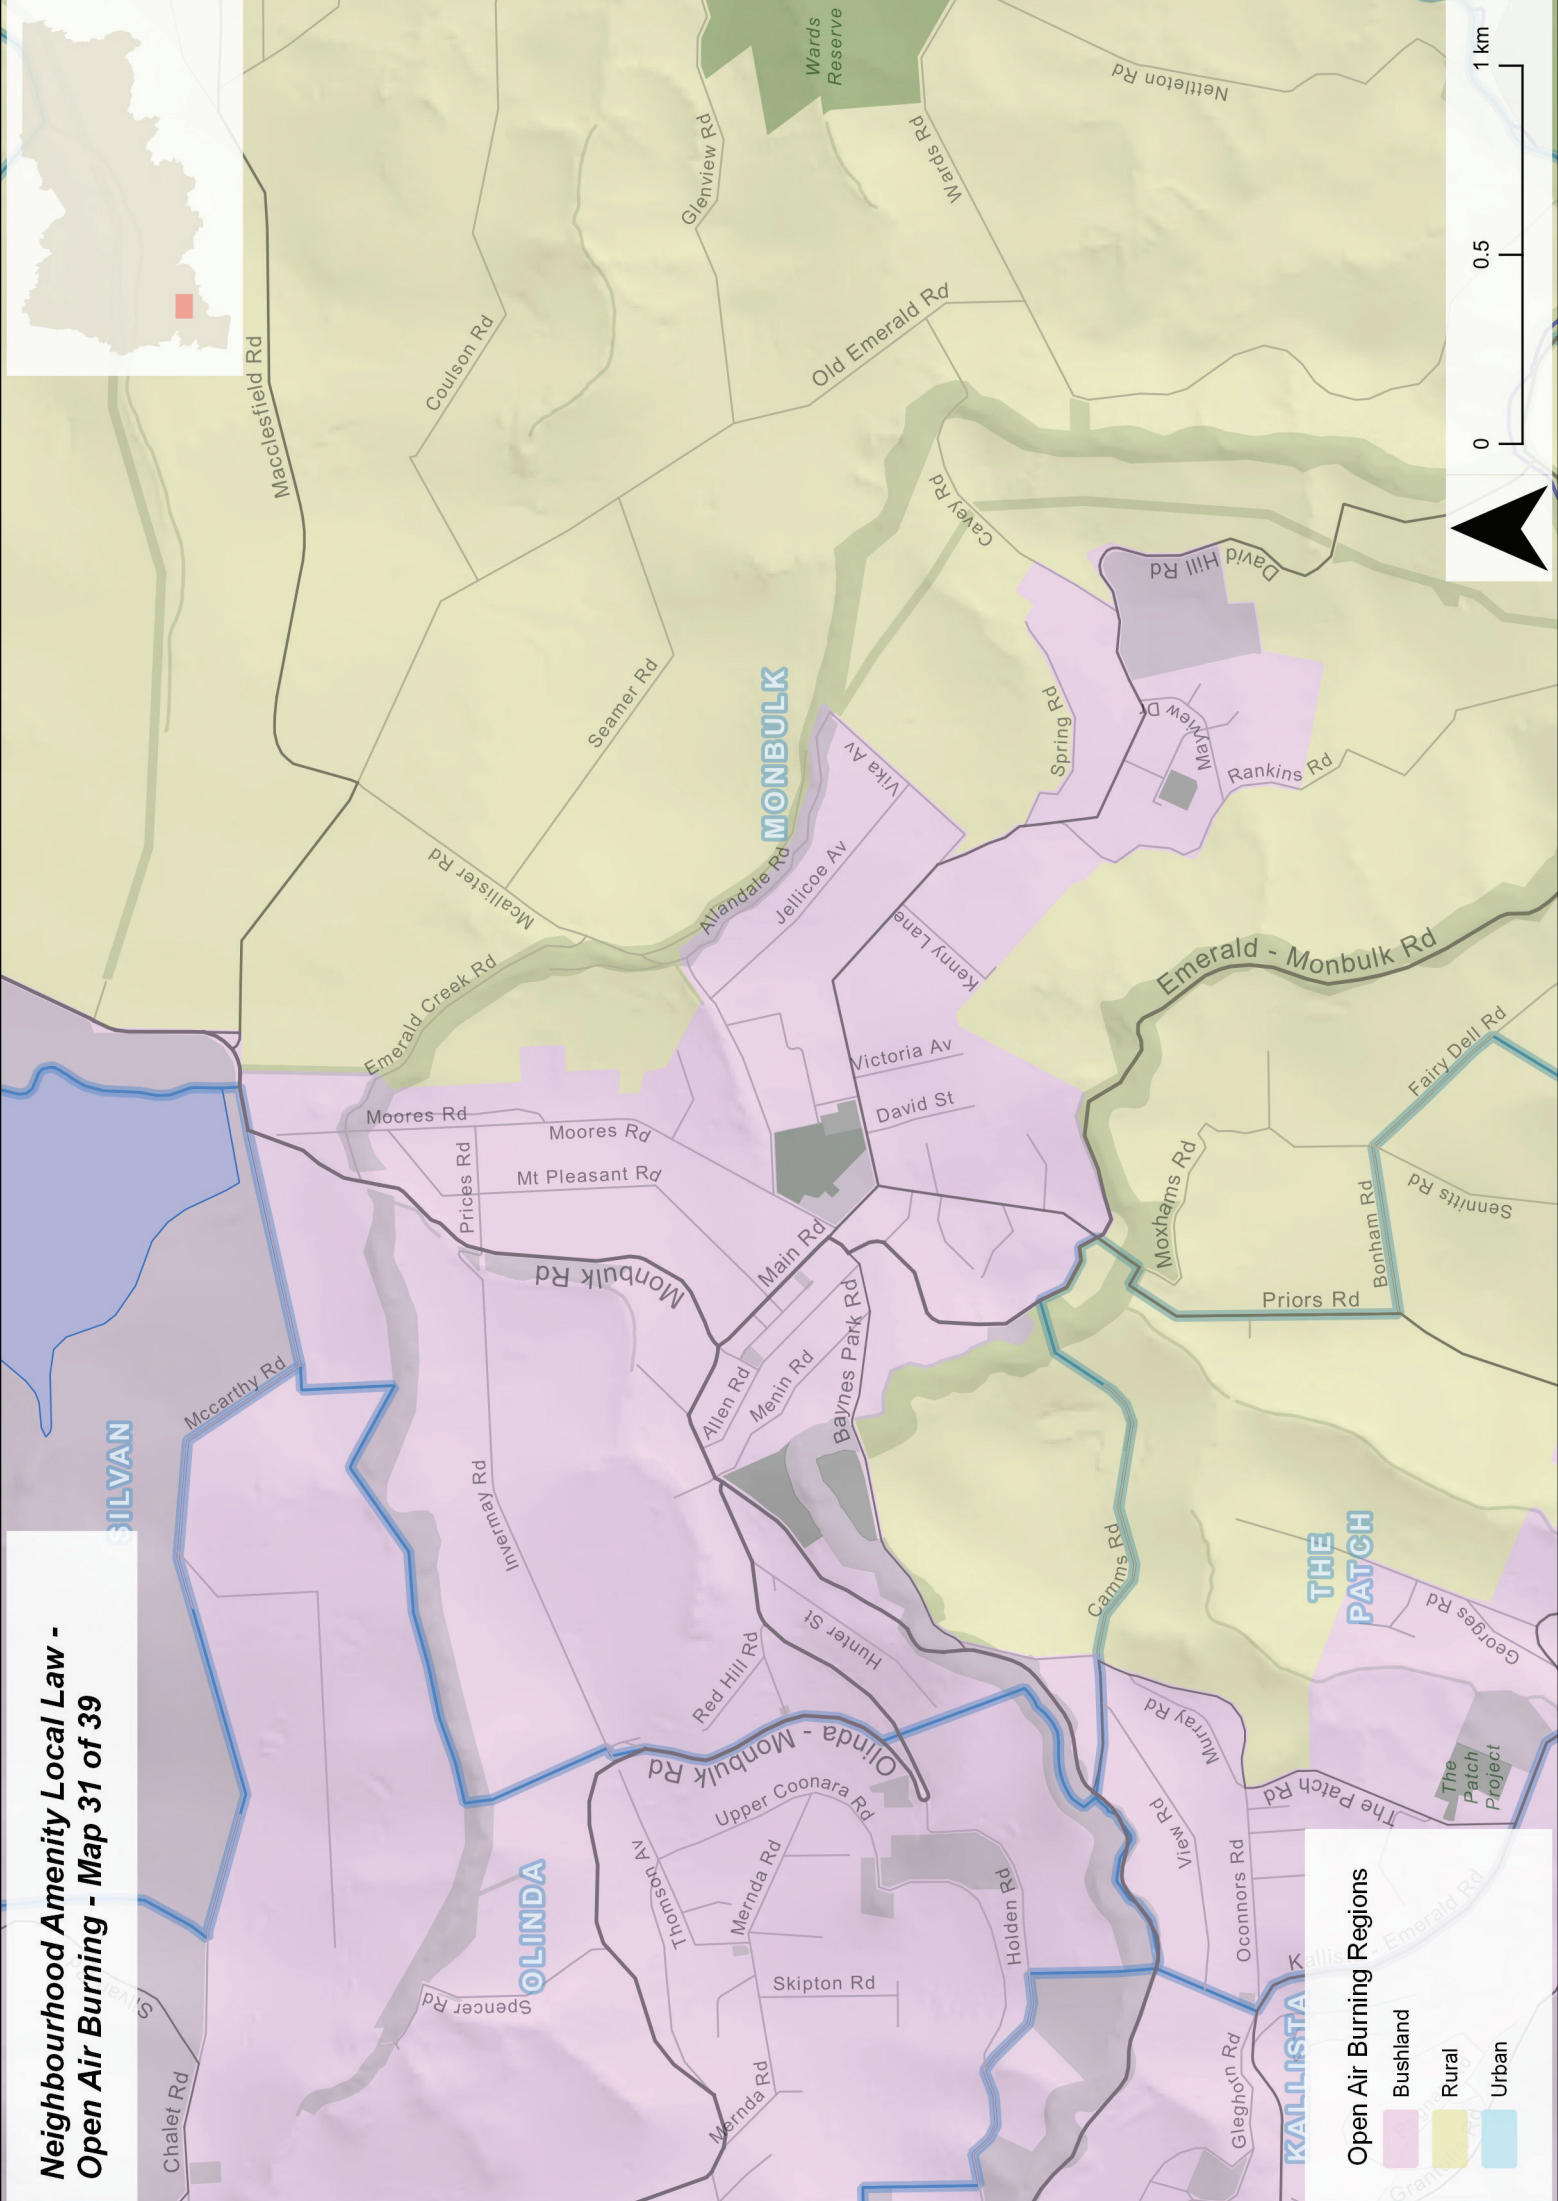 Neighbourhood Amenity Local Law -
Open Air Burning - Map 31 of 39
SILVAN
Chalet Rd
Silvan Rd
Mccarthy Rd
Macclesfield Rd
Coulson Rd
Glenview Rd
Wards
Reserve
Wards Rd
Nettleton Rd
Old Emerald Rd
Seamer Rd
Mcallister Rd
Emerald Creek Rd
MONBULK
Allandale Rd
Jellicoe Av
Vika Av
Cavey Rd
David Hill Rd
Spring Rd
Mayview Dr
Rankins Rd
Kenny Lane
Victoria Av
David St
Moores Rd
Moores Rd
Prices Rd
Mt Pleasant Rd
Monbulk Rd
Main Rd
Invermay Rd
Allen Rd
Menin Rd
Baynes Park Rd
Emerald - Monbulk Rd
Fairy Dell Rd
Sennitts Rd
Bonham Rd
Moxhams Rd
Priors Rd
Camms Rd
THE
PATCH
Georges Rd
Hunter St
Red Hill Rd
Olinda - Monbulk Rd
OLINDA
Upper Coonara Rd
Thomson Av
Mernda Rd
Mernda Rd
Skipton Rd
Spencer Rd
Holden Rd
Murray Rd
View Rd
Oconnors Rd
The Patch Rd
The
Patch
Project
Kallista - Emerald Rd
KALLISTA
Gleghorn Rd
Open Air Burning Regions
Bushland
Rural
Urban
0
0.5
1 km